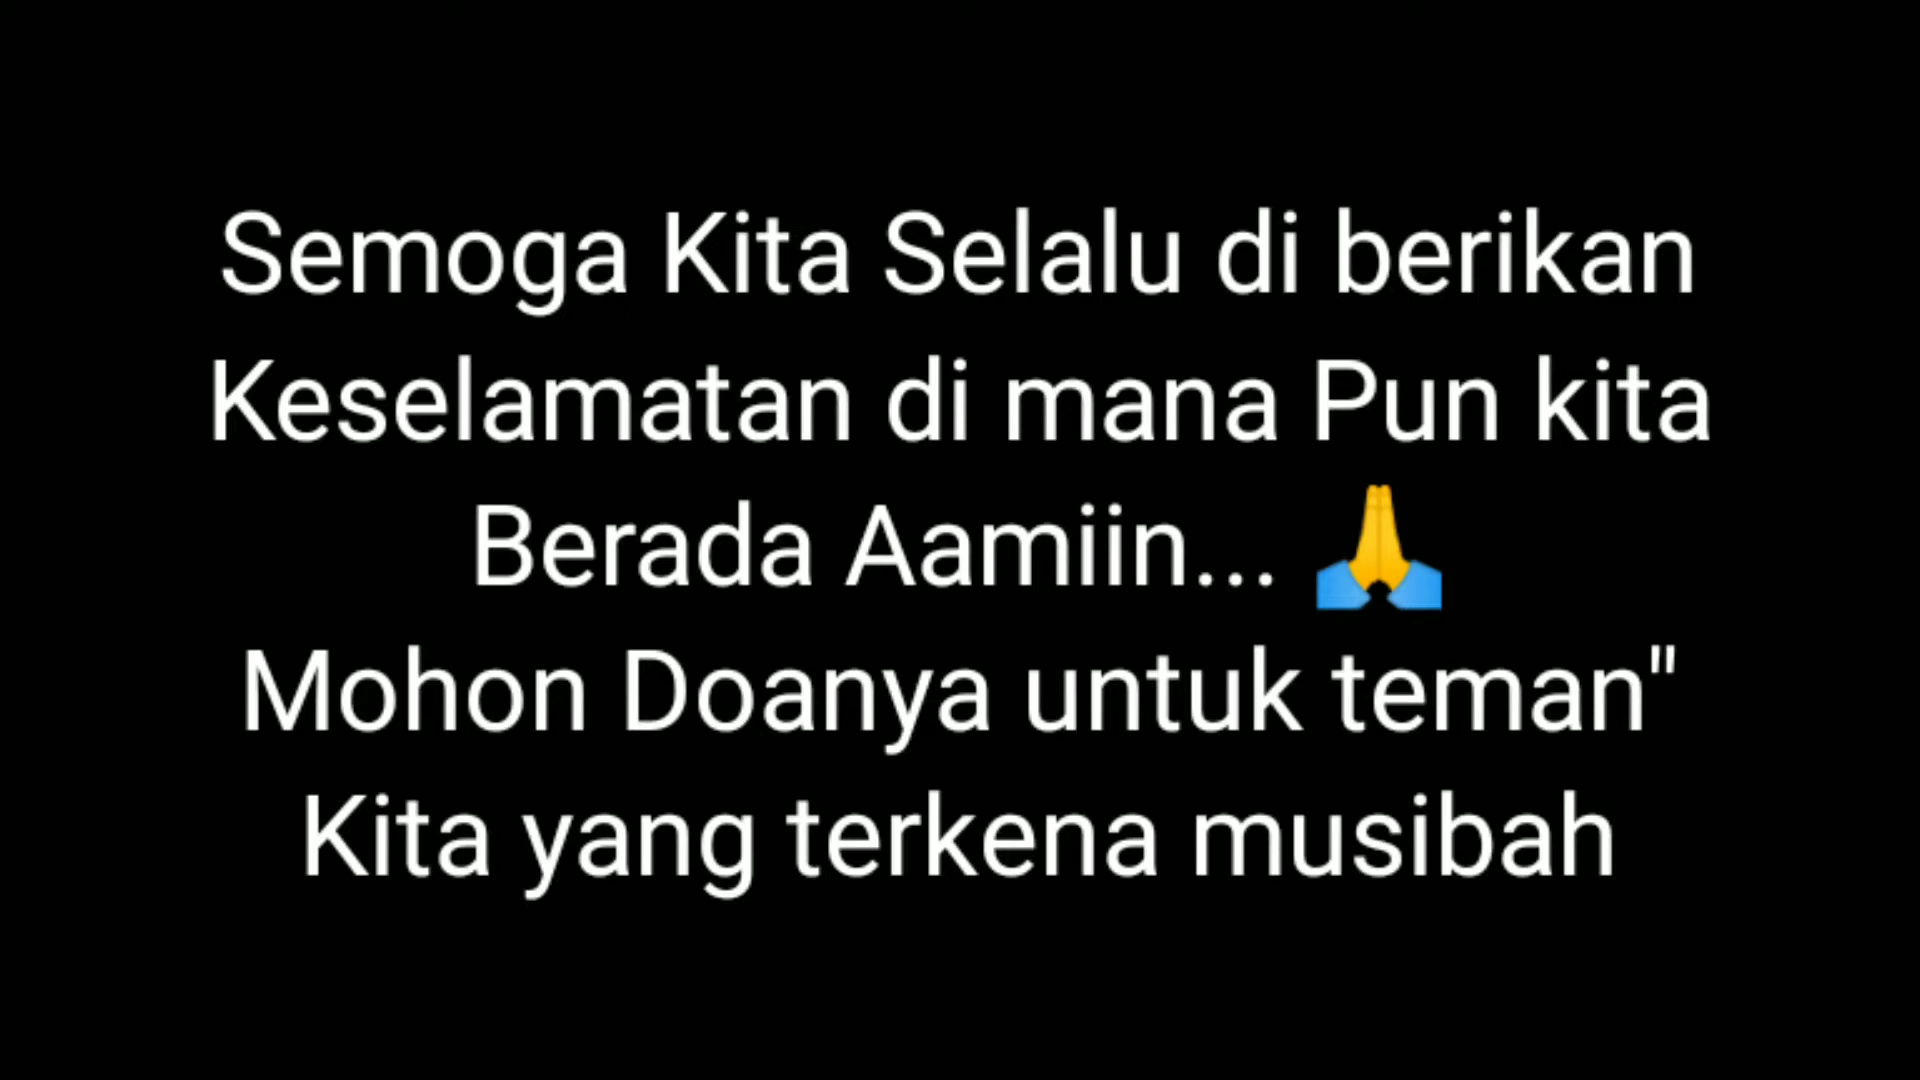 Semoga Kita Selalu di berikan
Keselamatan di mana Pun kita
Berada Aamiin... 🙏
Mohon Doanya untuk teman"
Kita yang terkena musibah